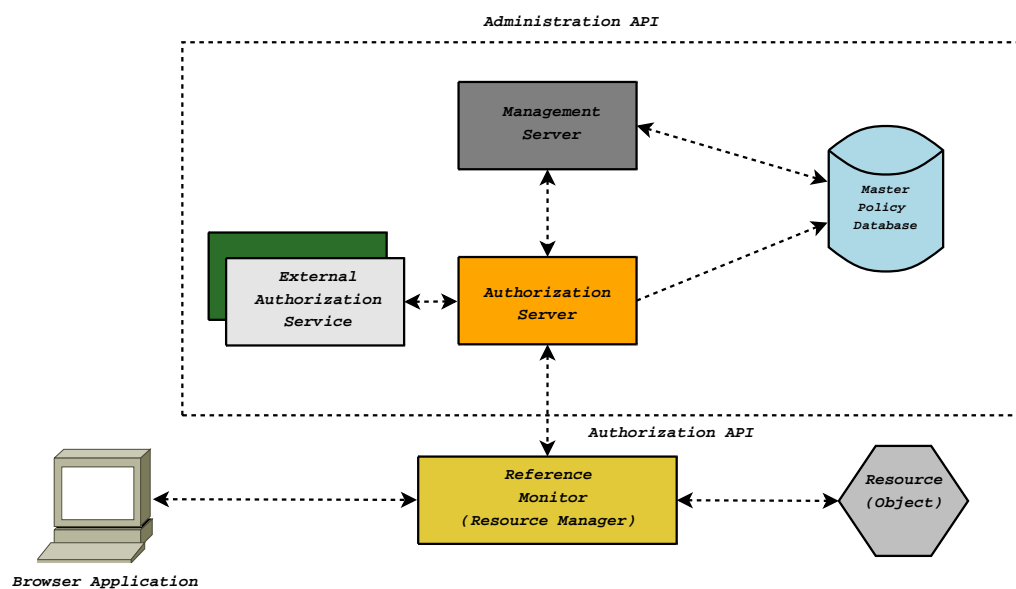 Administration API
Management
Server
Master
Policy
Database
External
Authorization
Service
Authorization
Server
Authorization API
Reference
Monitor
(Resource Manager)
Resource
(Object)
Browser Application